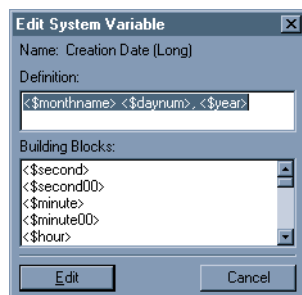 Edit System Variable
Name: Creation Date (Long)
Definition:
<$monthname> <$daynum>, <$year>
Building Blocks:
<$second>
<$second00>
<$minute>
<$minute00>
<$hour>
Edit Cancel